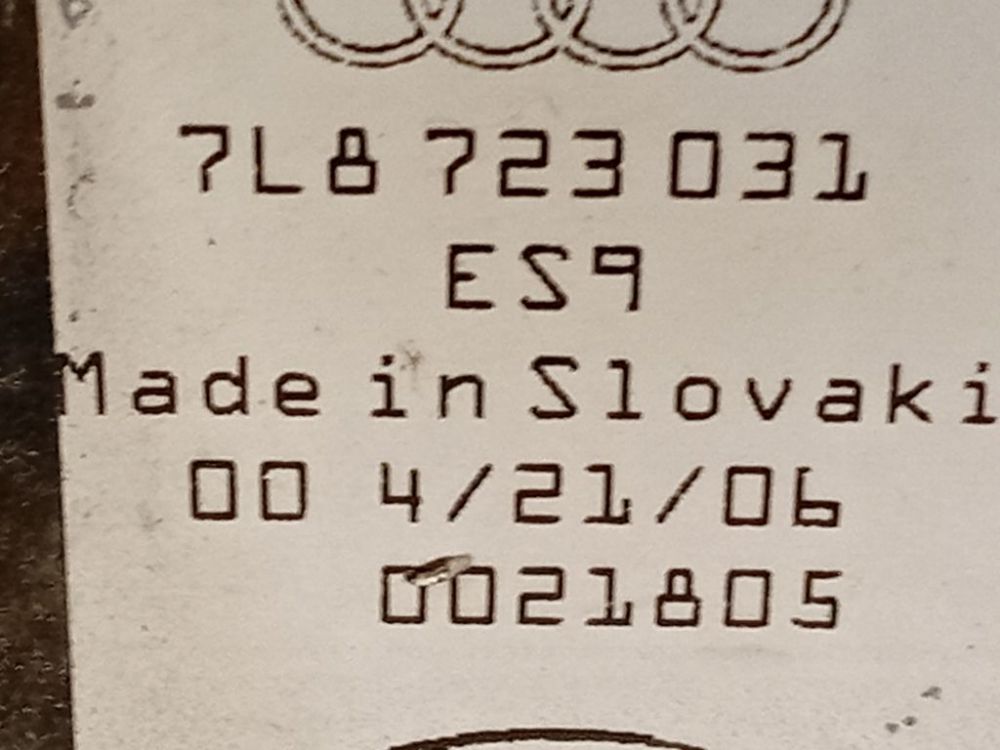 7L8 723 031
ES9
Made in Slovaki
00 4/21/06
0021805